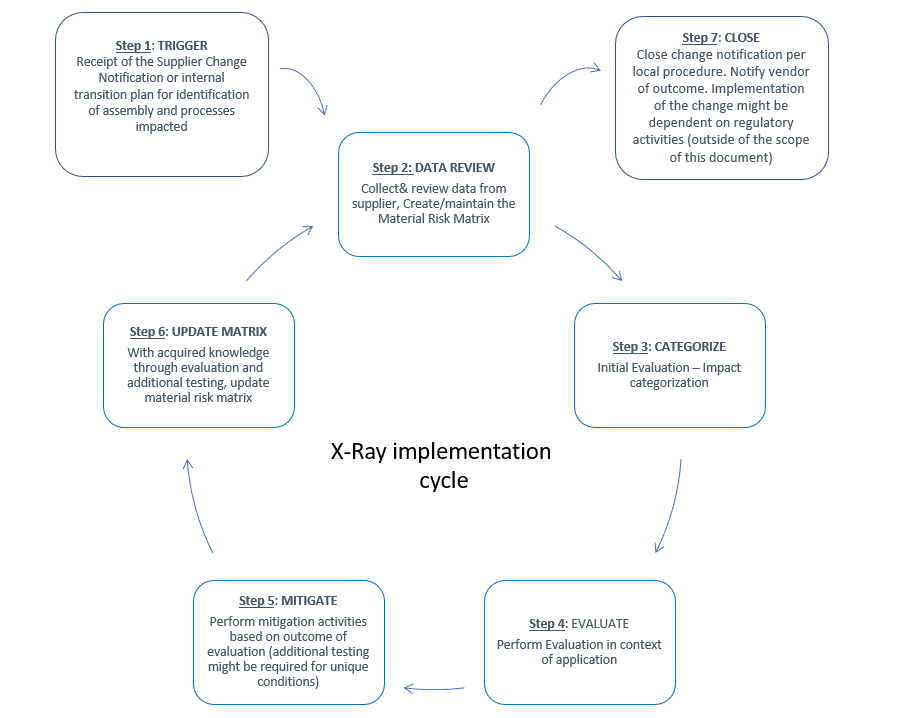 Step 1: TRIGGER
Receipt of the Supplier Change
Notification or internal
transition plan for identification
of assembly and processes
impacted
Step 2: DATA REVIEW
Collect& review data from
supplier, Create/maintain the
Material Risk Matrix
Step 3: CATEGORIZE
Initial Evaluation – Impact
categorization
Step 4: EVALUATE
Perform Evaluation in context
of application
Step 5: MITIGATE
Perform mitigation activities
based on outcome of
evaluation (additional testing
might be required for unique
conditions)
Step 6: UPDATE MATRIX
With acquired knowledge
through evaluation and
additional testing, update
material risk matrix
Step 7: CLOSE
Close change notification per
local procedure. Notify vendor
of outcome. Implementation
of the change might be
dependent on regulatory
activities (outside of the scope
of this document)
X-Ray implementation
cycle